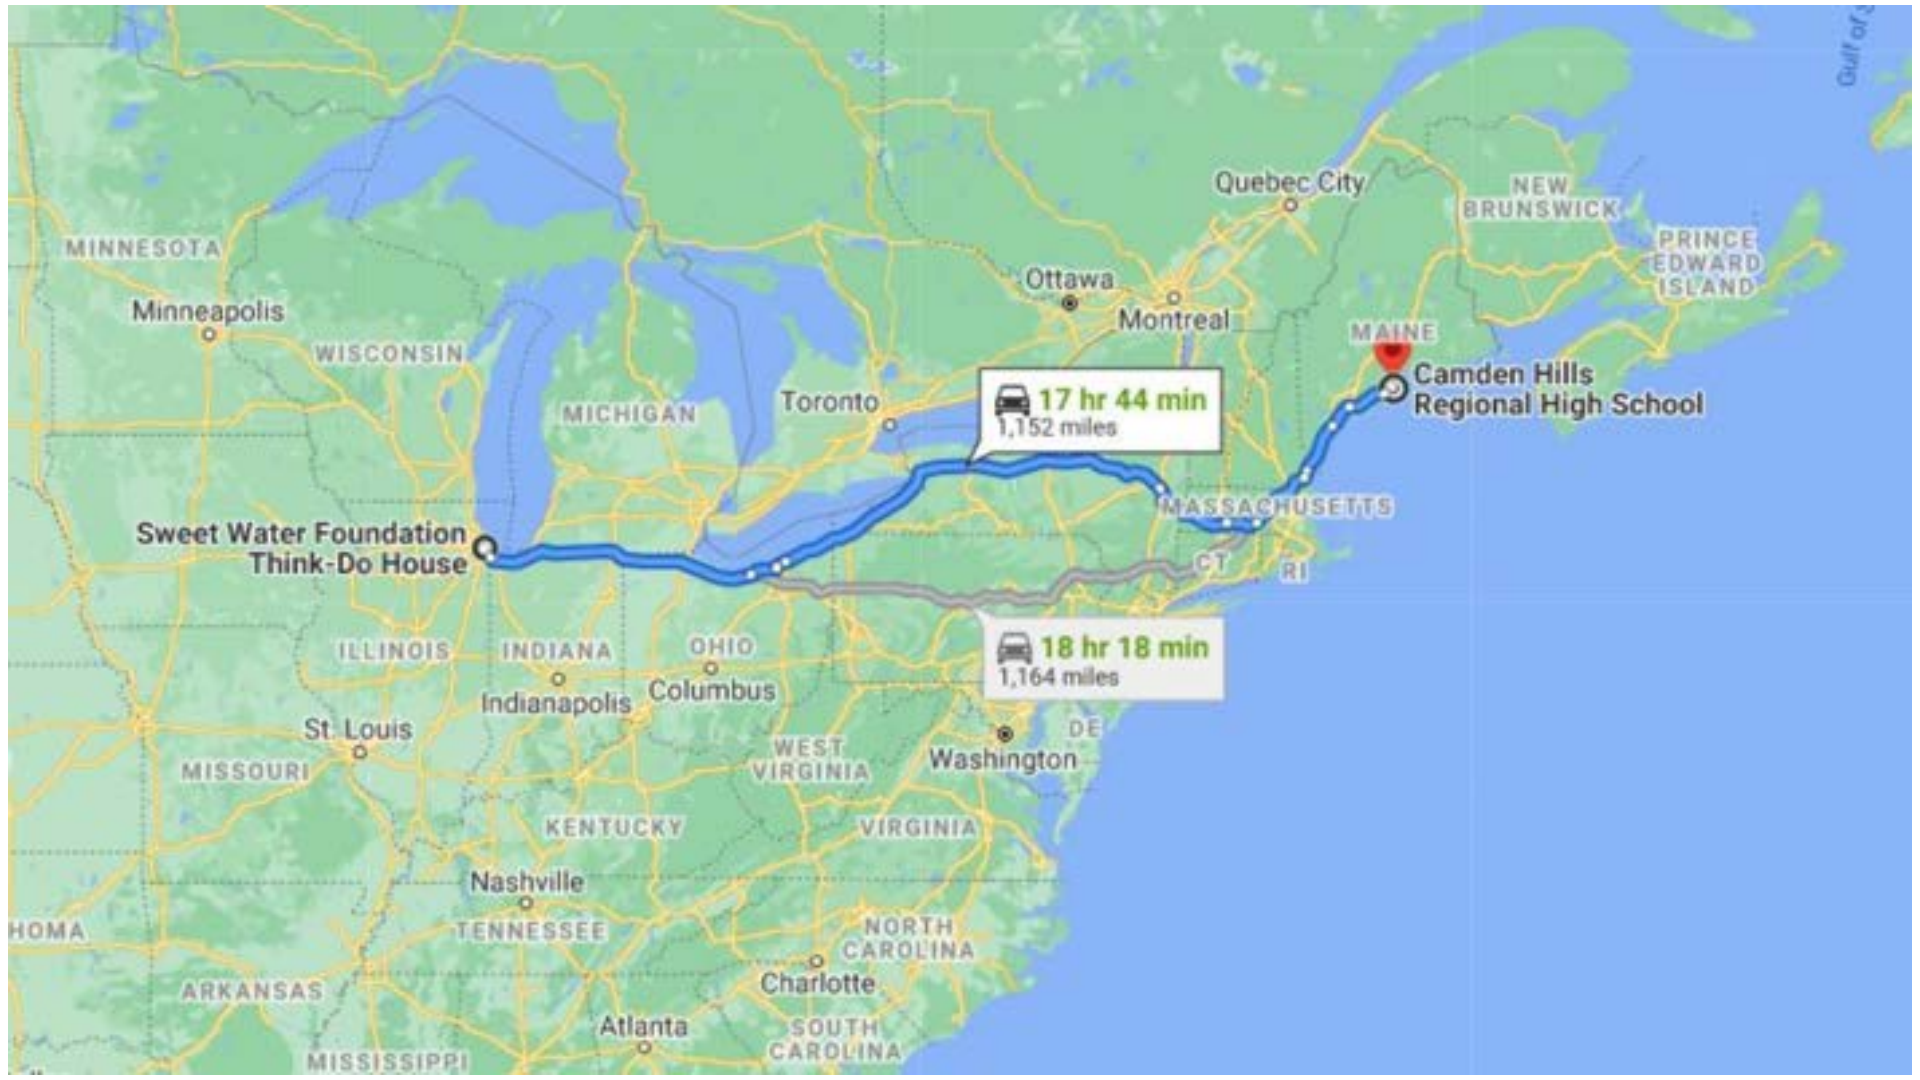 Gulf of
Quebec City
NEW
BRUNSWICK
PRINCE
EDWARD
ISLAND
MINNESOTA
Ottawa
Minneapolis
Montreal
MAINE
WISCONSIN
Camden Hills
Regional High School
17 hr 44 min
1,152 miles
Toronto
MICHIGAN
MASSACHUSETTS
Sweet Water Foundation
Think-Do House
CT
RI
ILLINOIS
INDIANA
OHIO
18 hr 18 min
1,164 miles
Columbus
Indianapolis
St. Louis
DE
WEST
VIRGINIA
Washington
MISSOURI
KENTUCKY
VIRGINIA
Nashville
TENNESSEE
HOMA
NORTH
CAROLINA
Charlotte
ARKANSAS
Atlanta
SOUTH
CAROLINA
MISSISSIPPI